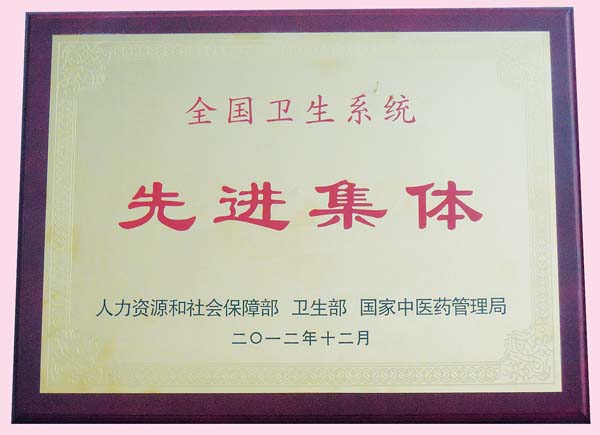 全国卫生系统
先进集体
人力资源和社会保障部 卫生部 国家中医药管理局
二〇一二年十二月